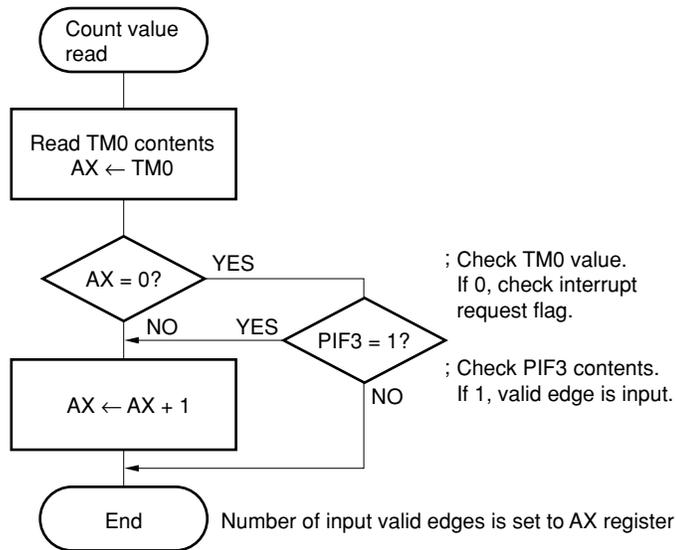 Count value
read
Read TM0 contents
AX ← TM0
AX = 0?
YES
; Check TM0 value.
If 0, check interrupt
request flag.
NO
YES
PIF3 = 1?
; Check PIF3 contents.
If 1, valid edge is input.
NO
AX ← AX + 1
End
Number of input valid edges is set to AX register